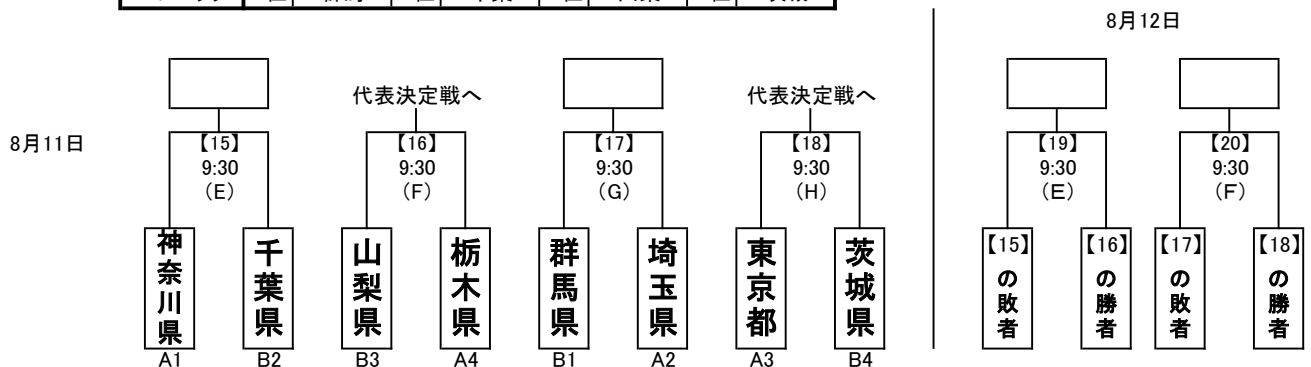 8月12日
代表決定戦へ
代表決定戦へ
8月11日
【15】
9:30
(E)
【16】
9:30
(F)
【17】
9:30
(G)
【18】
9:30
(H)
【19】
9:30
(E)
【20】
9:30
(F)
神奈川県
千葉県
山梨県
栃木県
群馬県
埼玉県
東京都
茨城県
【15】の敗者
【16】の勝者
【17】の敗者
【18】の勝者
A1
B2
B3
A4
B1
A2
A3
B4